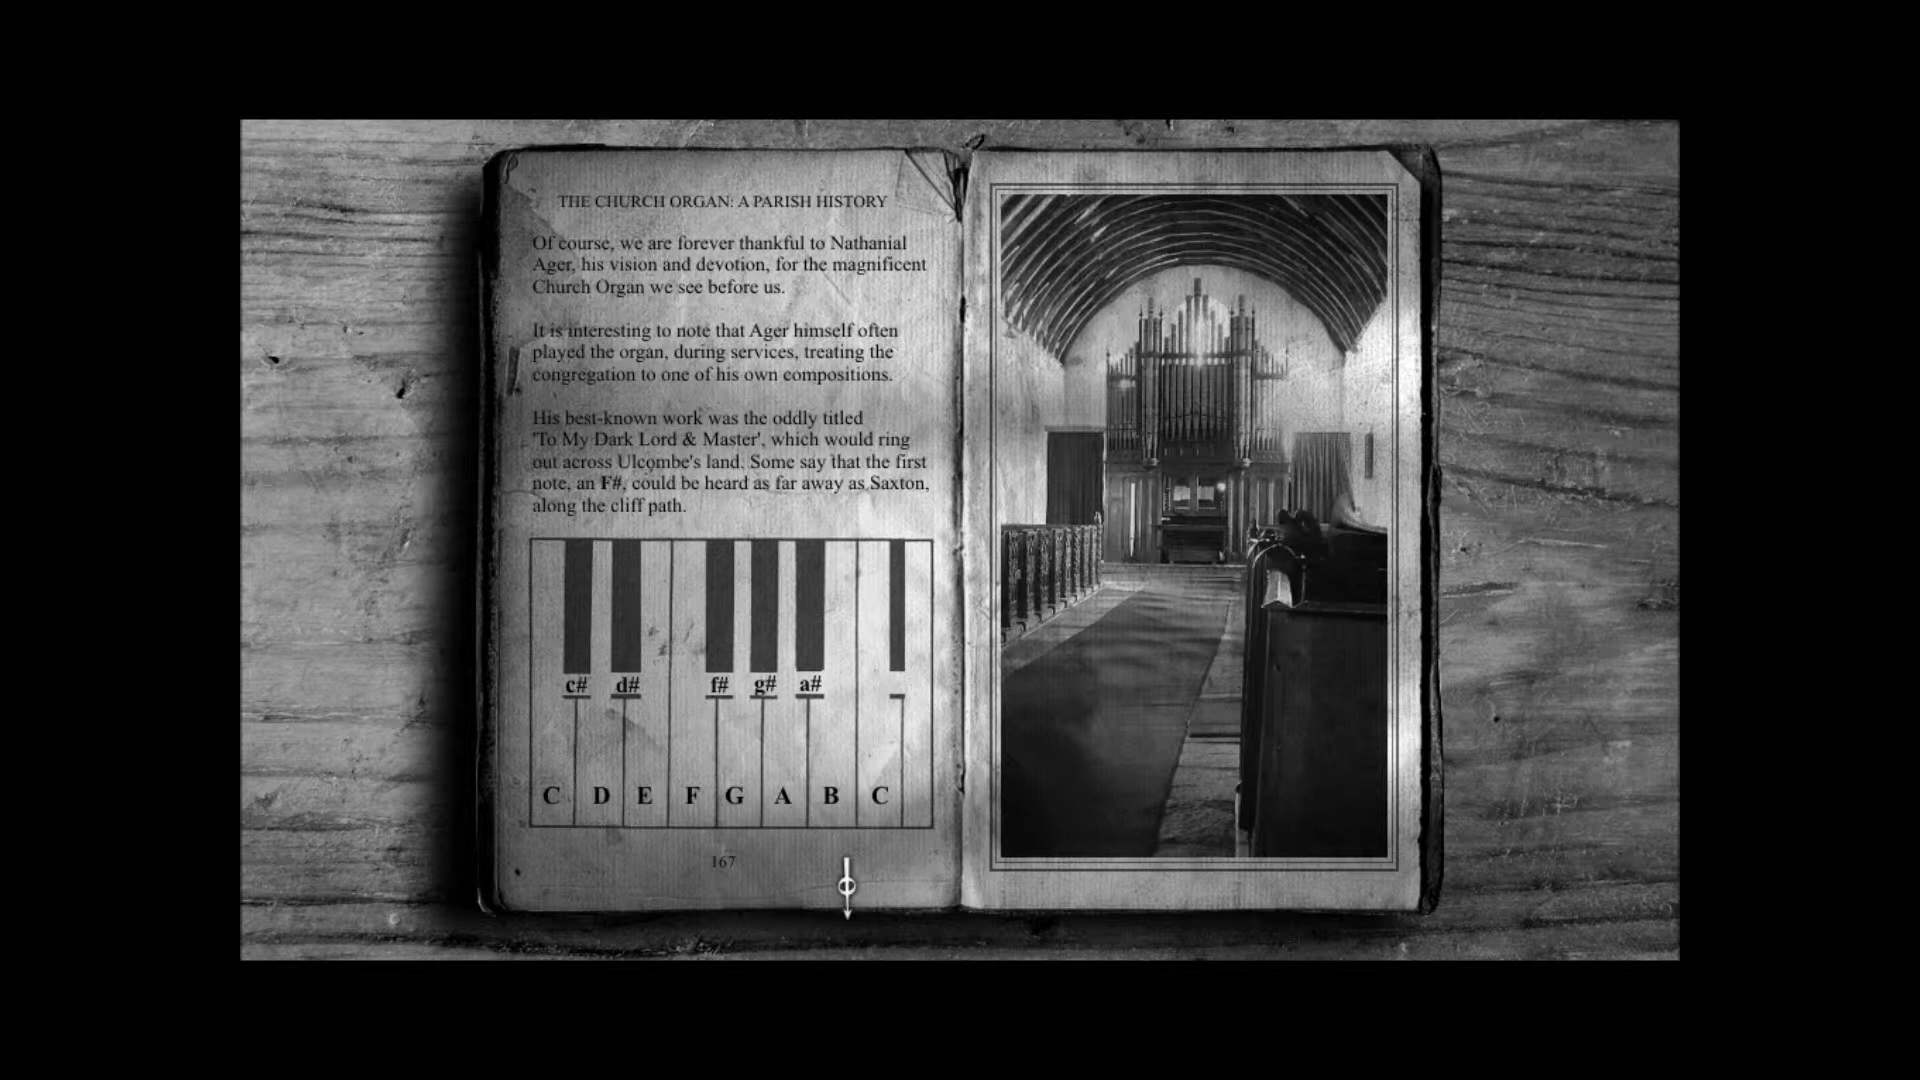 THE CHURCH ORGAN: A PARISH HISTORY
Of course, we are forever thankful to Nathanial
Ager, his vision and devotion, for the magnificent
Church Organ we see before us.
It is interesting to note that Ager himself often
played the organ, during services, treating the
congregation to one of his own compositions.
His best-known work was the oddly titled
'To My Dark Lord & Master', which would ring
out across Ulcombe's land. Some say that the first
note, an F#, could be heard as far away as Saxton,
along the cliff path.
c# d# f# g# a#
C D E F G A B C
167